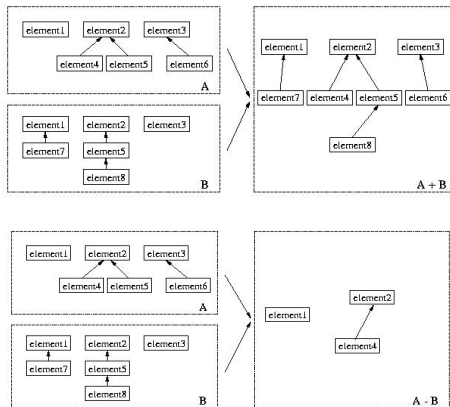 element1 element2 element3
element4 element5 element6
A
element1 element2 element3
element7 element5
element8
B
element1 element2 element3
element7 element4 element5 element6
element8
A + B
element1 element2 element3
element4 element5 element6
A
element1 element2 element3
element7 element5
element8
B
element2
element1
element4
A - B